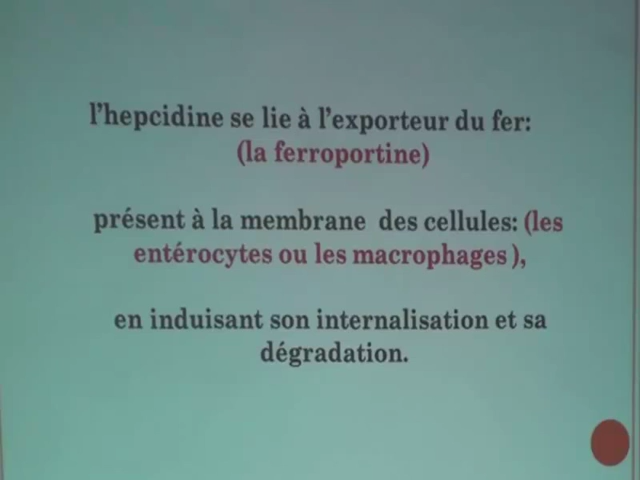 l'hepcidine se lie à l'exporteur du fer:
(la ferroportine)
présent à la membrane des cellules: (les
entérocytes ou les macrophages),
en induisant son internalisation et sa
dégradation.